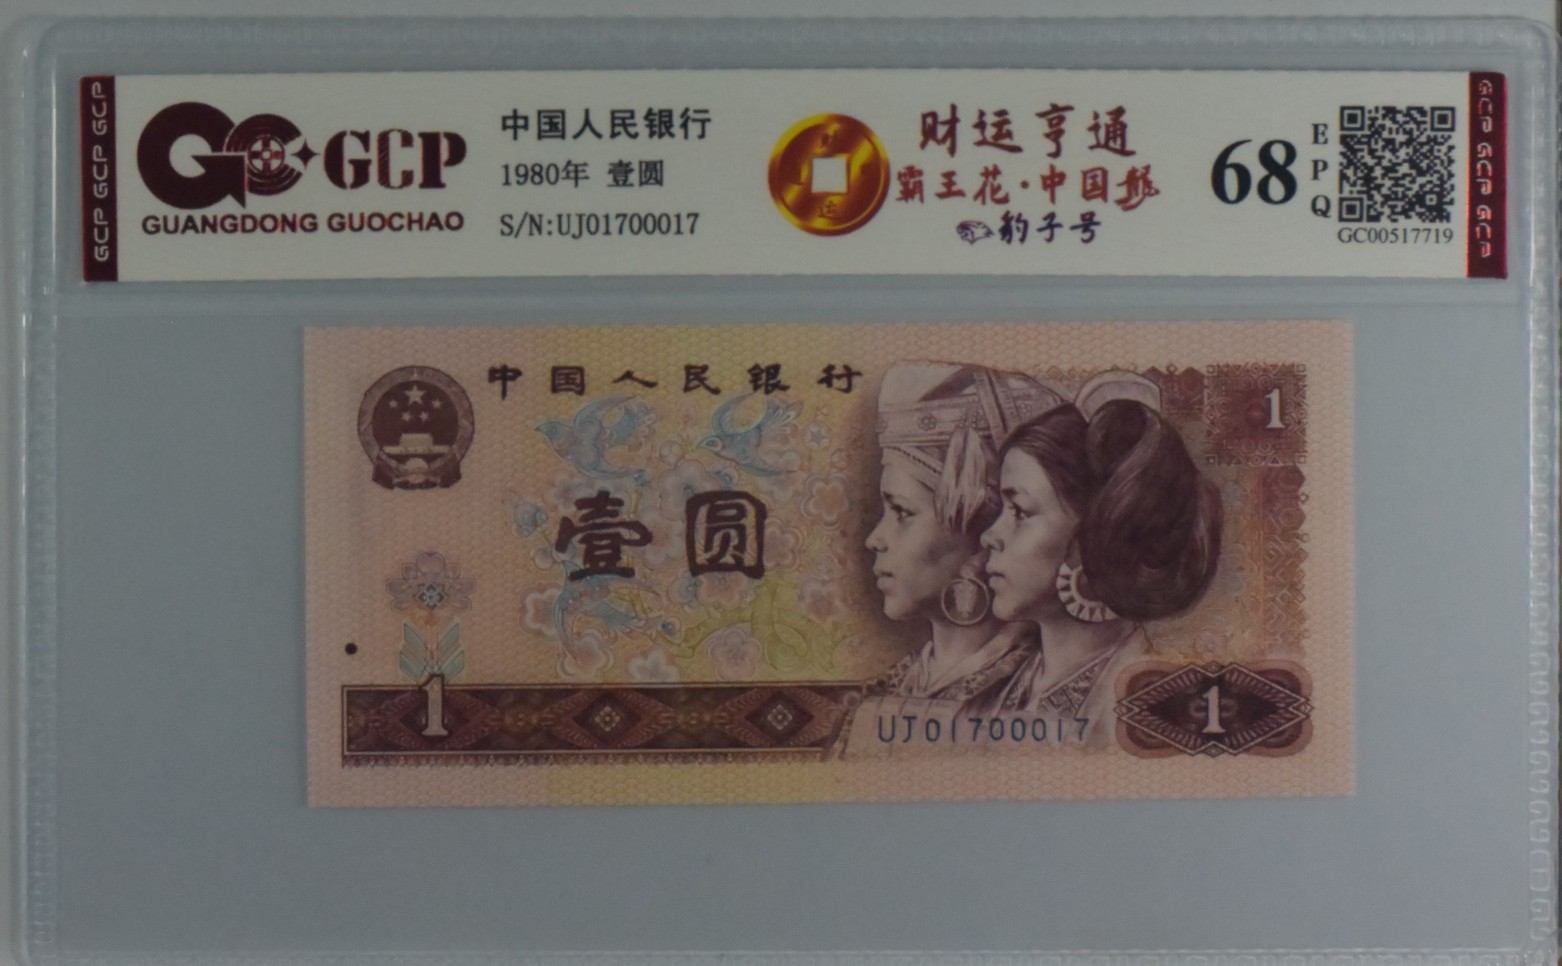 GCP GCP GCP
GCP
GUANGDONG GUOCHAO
中国人民银行
1980年 壹圆
S/N:UJ01700017
财运亨通
霸王花·中国龍
豹子号
68
EPQ
GC00517719
GCP GCP GCP
中国人民银行
1
壹圆
1
UJ01700017
1